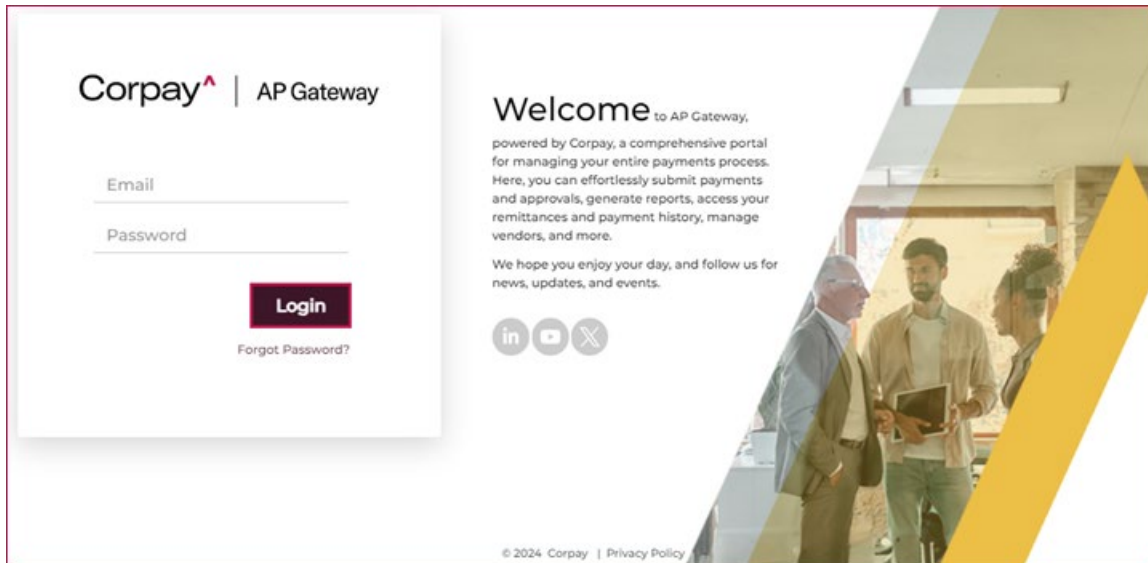 Corpay^ | AP Gateway
Email
Password
Login
Forgot Password?
Welcome to AP Gateway,
powered by Corpay, a comprehensive portal
for managing your entire payments process.
Here, you can effortlessly submit payments
and approvals, generate reports, access your
remittances and payment history, manage
vendors, and more.
We hope you enjoy your day, and follow us for
news, updates, and events.
in
X
© 2024 Corpay | Privacy Policy